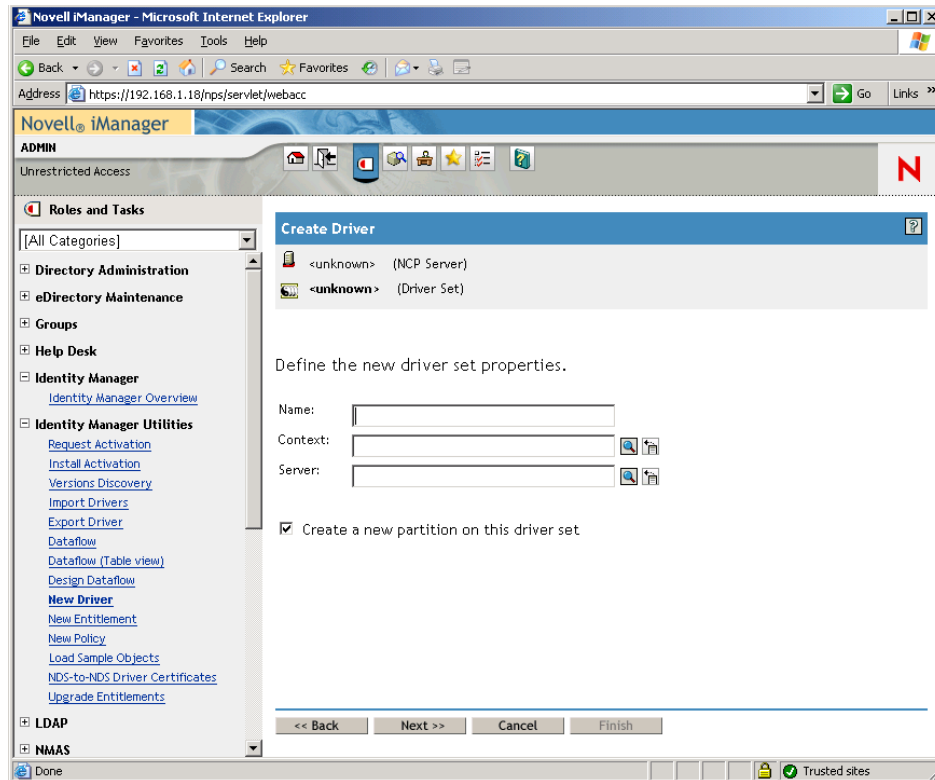 Novell iManager - Microsoft Internet Explorer
File Edit View Favorites Tools Help
Back Search Favorites
Address https://192.168.1.18/nps/servlet/webacc Go Links »
Novell® iManager
ADMIN
Unrestricted Access
N
Roles and Tasks
[All Categories]
Directory Administration
eDirectory Maintenance
Groups
Help Desk
Identity Manager
Identity Manager Overview
Identity Manager Utilities
Request Activation
Install Activation
Versions Discovery
Import Drivers
Export Driver
Dataflow
Dataflow (Table view)
Design Dataflow
New Driver
New Entitlement
New Policy
Load Sample Objects
NDS-to-NDS Driver Certificates
Upgrade Entitlements
LDAP
NMAS
Create Driver ?
<unknown> (NCP Server)
<unknown> (Driver Set)
Define the new driver set properties.
Name:
Context:
Server:
Create a new partition on this driver set
<< Back Next >> Cancel Finish
Done Trusted sites